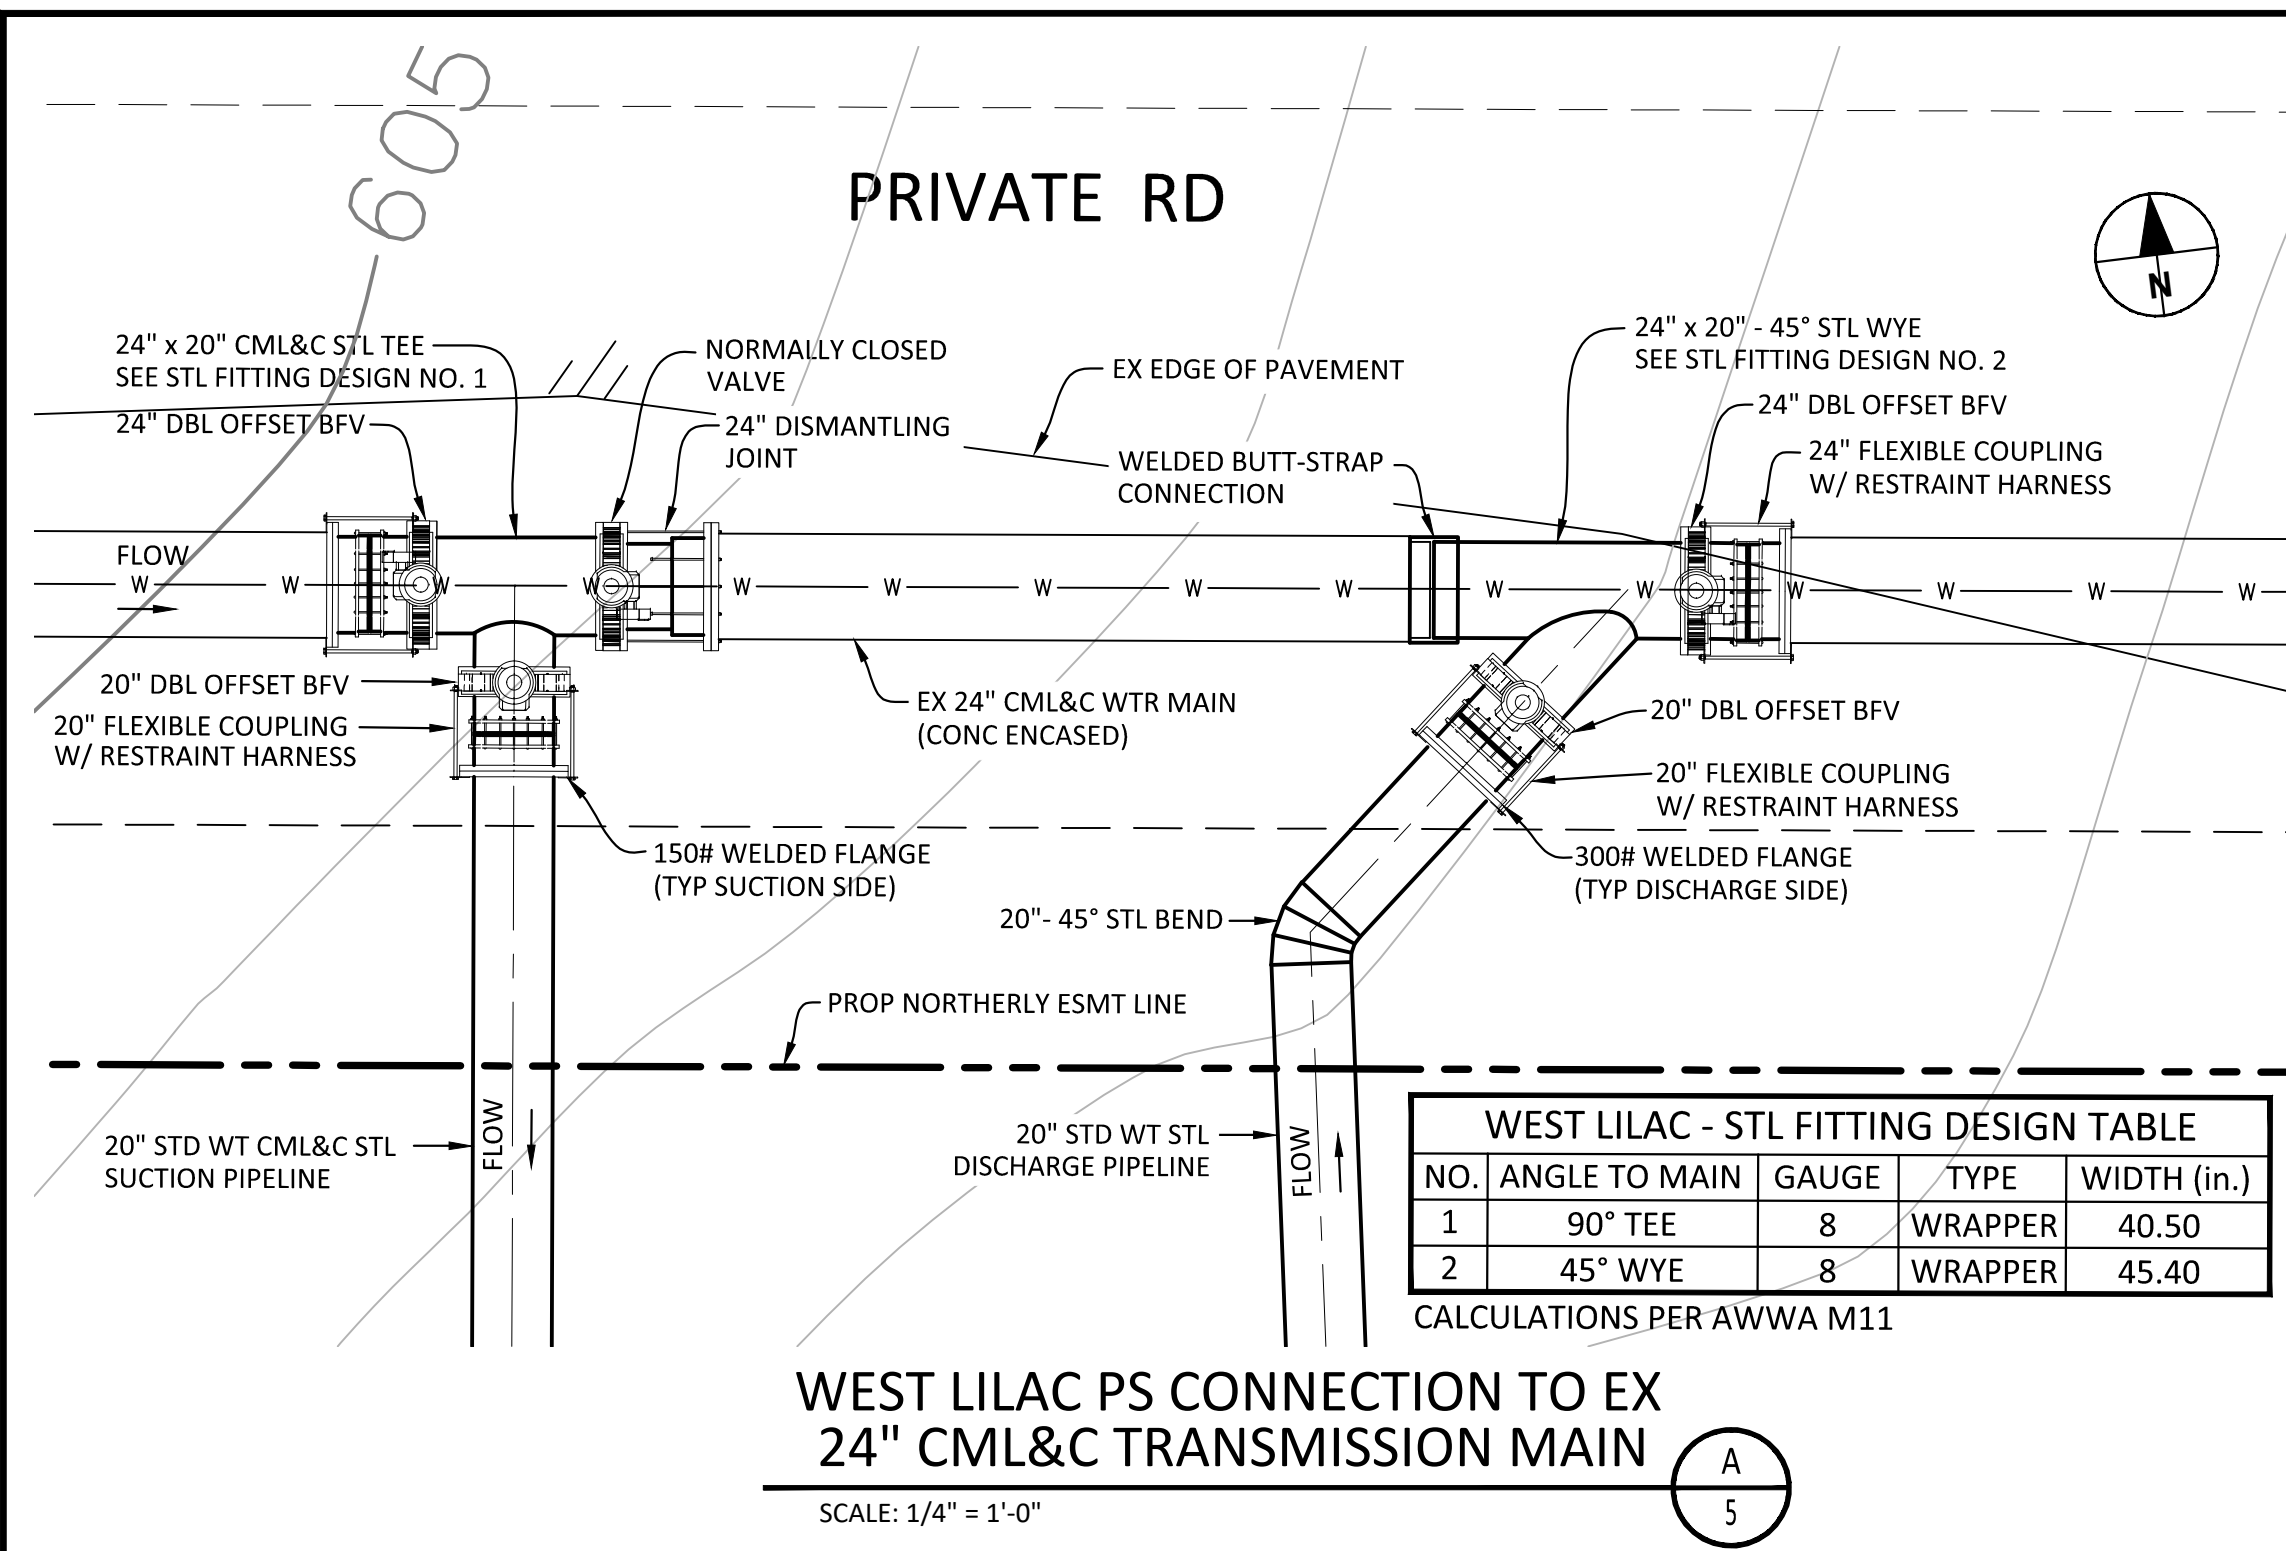 605
PRIVATE RD
N
24" x 20" CML&C STL TEE
SEE STL FITTING DESIGN NO. 1
24" DBL OFFSET BFV
NORMALLY CLOSED
VALVE
24" DISMANTLING
JOINT
EX EDGE OF PAVEMENT
WELDED BUTT-STRAP
CONNECTION
24" x 20" - 45° STL WYE
SEE STL FITTING DESIGN NO. 2
24" DBL OFFSET BFV
24" FLEXIBLE COUPLING
W/ RESTRAINT HARNESS
FLOW
W W W W W W W W W W W W W W W
20" DBL OFFSET BFV
20" FLEXIBLE COUPLING
W/ RESTRAINT HARNESS
EX 24" CML&C WTR MAIN
(CONC ENCASED)
20" DBL OFFSET BFV
20" FLEXIBLE COUPLING
W/ RESTRAINT HARNESS
150# WELDED FLANGE
(TYP SUCTION SIDE)
300# WELDED FLANGE
(TYP DISCHARGE SIDE)
20"- 45° STL BEND
PROP NORTHERLY ESMT LINE
20" STD WT CML&C STL
SUCTION PIPELINE
FLOW
20" STD WT STL
DISCHARGE PIPELINE
FLOW
WEST LILAC - STL FITTING DESIGN TABLE
NO. ANGLE TO MAIN GAUGE TYPE WIDTH (in.)
1 90° TEE 8 WRAPPER 40.50
2 45° WYE 8 WRAPPER 45.40
CALCULATIONS PER AWWA M11
WEST LILAC PS CONNECTION TO EX
24" CML&C TRANSMISSION MAIN
A
5
SCALE: 1/4" = 1'-0"